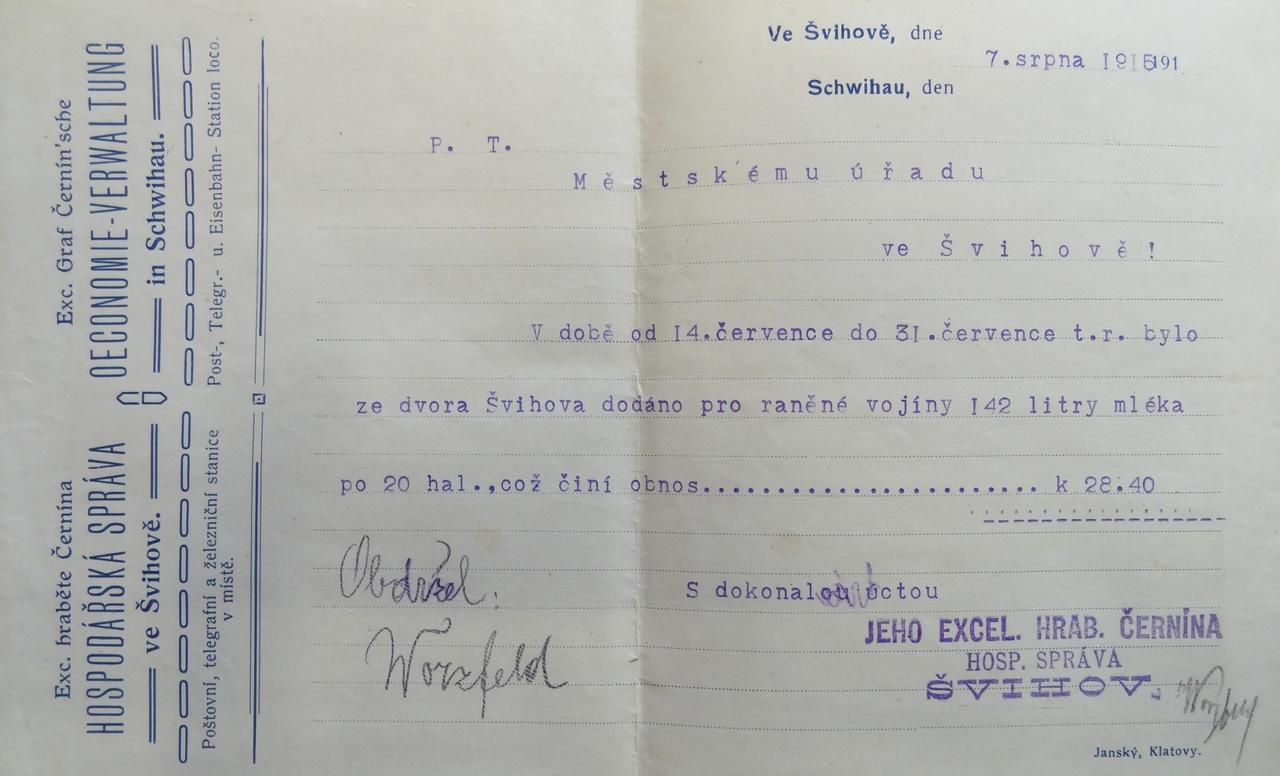 Exc. hraběte Černína
HOSPODÁŘSKÁ SPRÁVA
ve Švihově.
Poštovní, telegrafní a železniční stanice
v místě.
Exc. Graf Černín'sche
OECONOMIE-VERWALTUNG
in Schwihau.
Post-, Telegr.- u. Eisenbahn- Station loco.
Ve Švihově, dne
7.srpna 1915 191
Schwihau, den
P. T.
Městskému úřadu
ve Švihově!
V době od 14.července do 31.července t.r. bylo
ze dvora Švihova dodáno pro raněné vojíny 142 litry mléka
po 20 hal.,což činí obnos....................... k 28.40
Obdržel:
Worzfeld
S dokonalou úctou
JEHO EXCEL. HRAB. ČERNÍNA
HOSP. SPRÁVA
ŠVIHOV.
Janský, Klatovy.